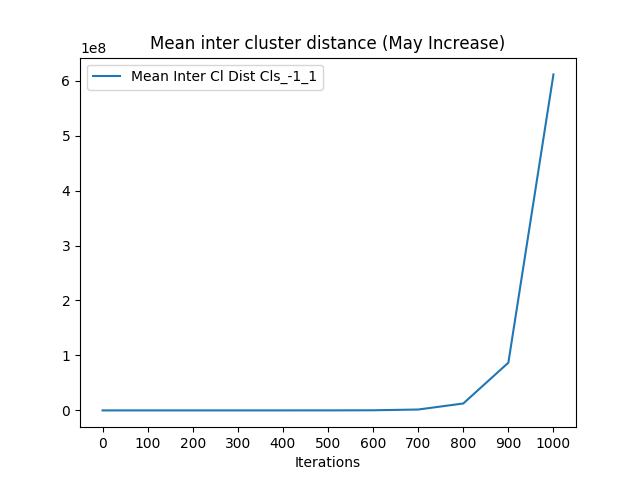 Mean inter cluster distance (May Increase)
1e8
Mean Inter Cl Dist Cls_-1_1
6
5
4
3
2
1
0
0 100 200 300 400 500 600 700 800 900 1000
Iterations